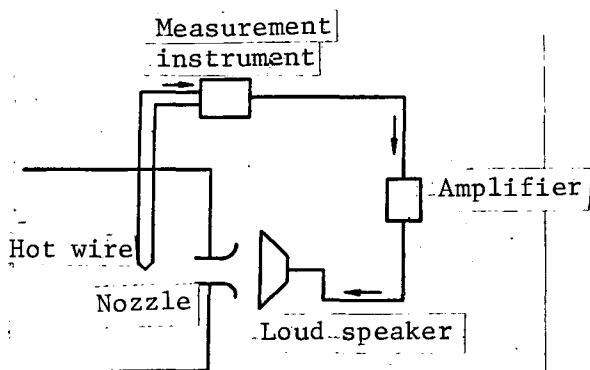 Measurement
instrument
Amplifier
Hot wire
Nozzle
Loud speaker